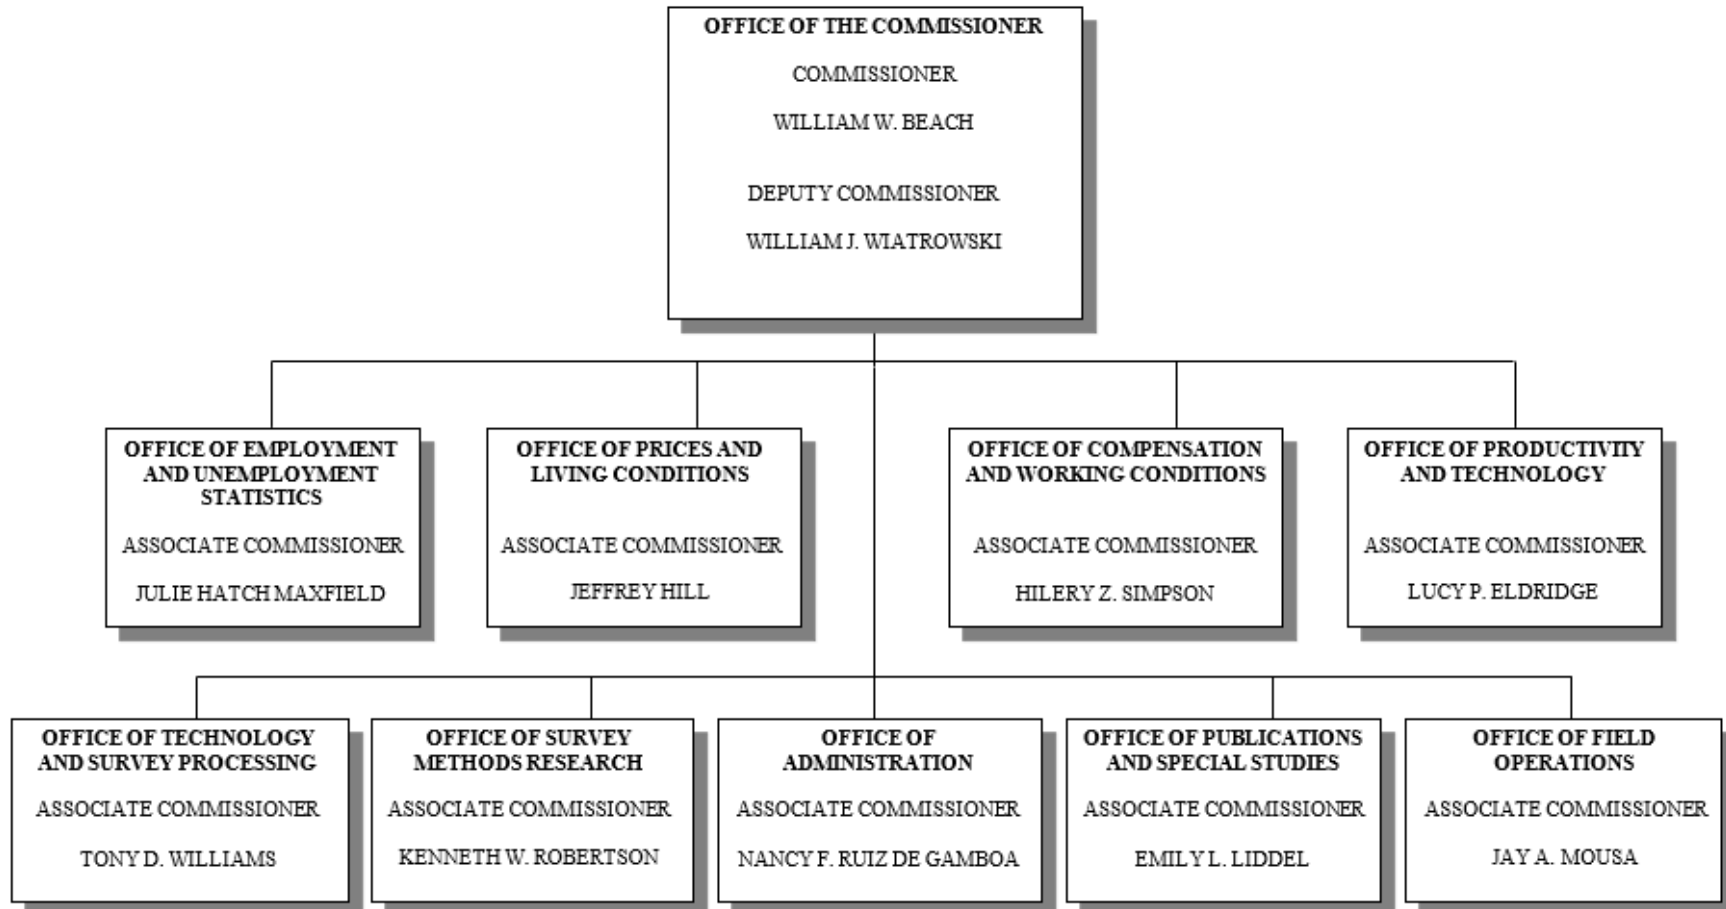 OFFICE OF THE COMMISSIONER
COMMISSIONER
WILLIAM W. BEACH
DEPUTY COMMISSIONER
WILLIAM J. WIATROWSKI
OFFICE OF EMPLOYMENT
AND UNEMPLOYMENT
STATISTICS
ASSOCIATE COMMISSIONER
JULIE HATCH MAXFIELD
OFFICE OF PRICES AND
LIVING CONDITIONS
ASSOCIATE COMMISSIONER
JEFFREY HILL
OFFICE OF COMPENSATION
AND WORKING CONDITIONS
ASSOCIATE COMMISSIONER
HILERY Z. SIMPSON
OFFICE OF PRODUCTIVITY
AND TECHNOLOGY
ASSOCIATE COMMISSIONER
LUCY P. ELDRIDGE
OFFICE OF TECHNOLOGY
AND SURVEY PROCESSING
ASSOCIATE COMMISSIONER
TONY D. WILLIAMS
OFFICE OF SURVEY
METHODS RESEARCH
ASSOCIATE COMMISSIONER
KENNETH W. ROBERTSON
OFFICE OF
ADMINISTRATION
ASSOCIATE COMMISSIONER
NANCY F. RUIZ DE GAMBOA
OFFICE OF PUBLICATIONS
AND SPECIAL STUDIES
ASSOCIATE COMMISSIONER
EMILY L. LIDDEL
OFFICE OF FIELD
OPERATIONS
ASSOCIATE COMMISSIONER
JAY A. MOUSA